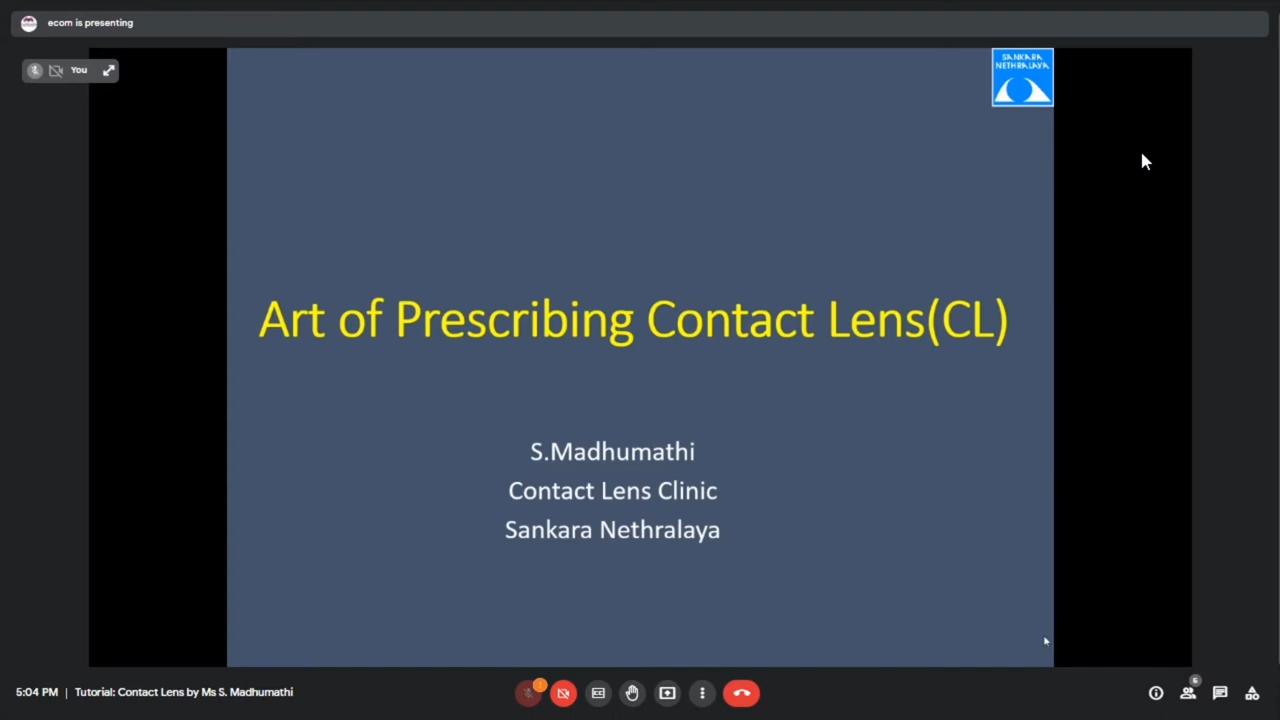 ecom is presenting
You
SANKARA
NETHRALAYA
Art of Prescribing Contact Lens(CL)
S.Madhumathi
Contact Lens Clinic
Sankara Nethralaya
5:04 PM | Tutorial: Contact Lens by Ms S. Madhumathi
6